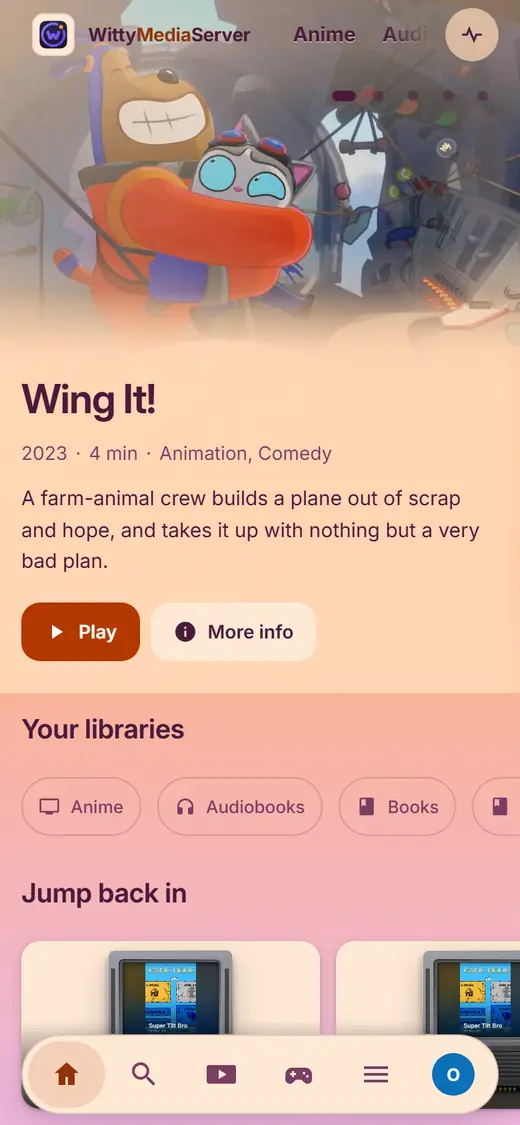 WittyMediaServer
Anime
Audi
Wing It!
2023 · 4 min · Animation, Comedy
A farm-animal crew builds a plane out of scrap
and hope, and takes it up with nothing but a very
bad plan.
Play
More info
Your libraries
Anime
Audiobooks
Books
Jump back in
Super Tilt Bro
Super Tilt Bro
O